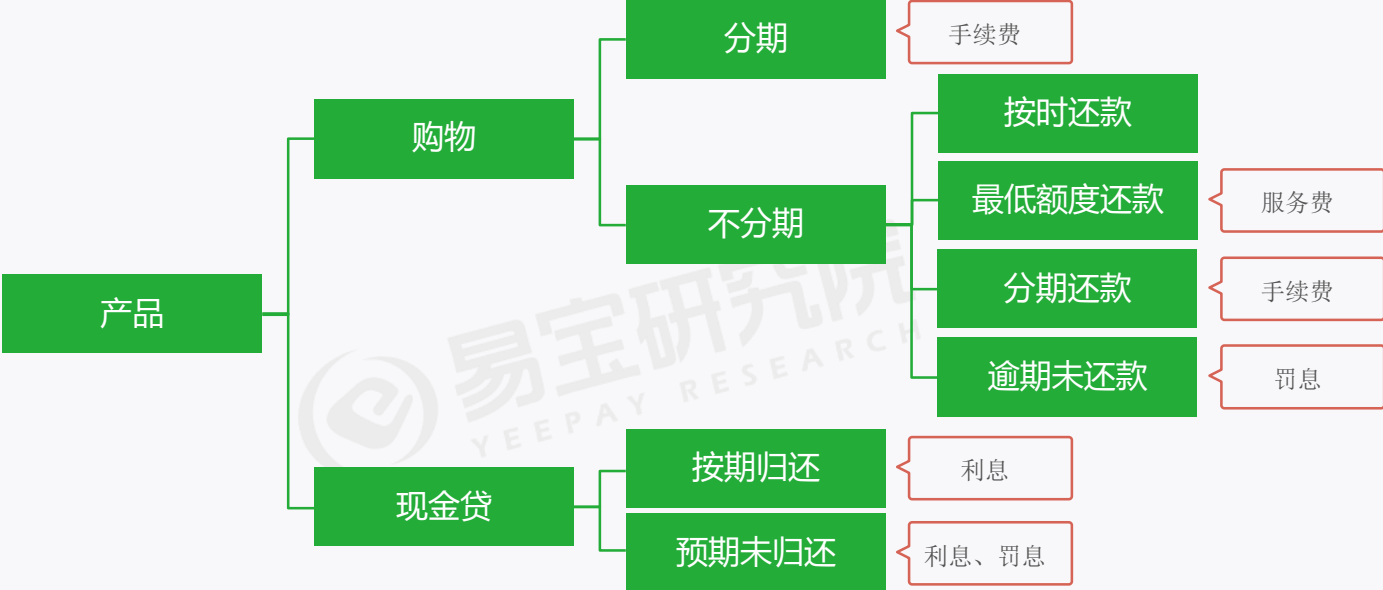 分期
手续费
购物
按时还款
最低额度还款
服务费
不分期
分期还款
手续费
产品
逾期未还款
罚息
易宝研究院
YEEPAY RESEARCH
按期归还
利息
现金贷
预期未归还
利息、罚息